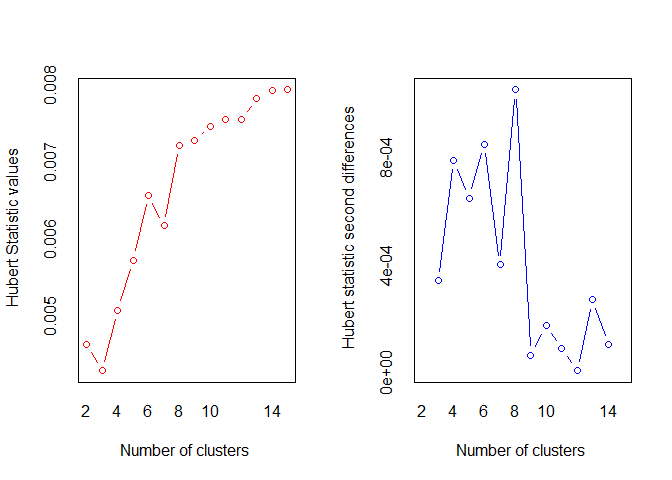 Hubert Statistic values
0.008
0.007
0.006
0.005
2 4 6 8 10 14
Number of clusters
Hubert statistic second differences
8e-04
4e-04
0e+00
2 4 6 8 10 14
Number of clusters